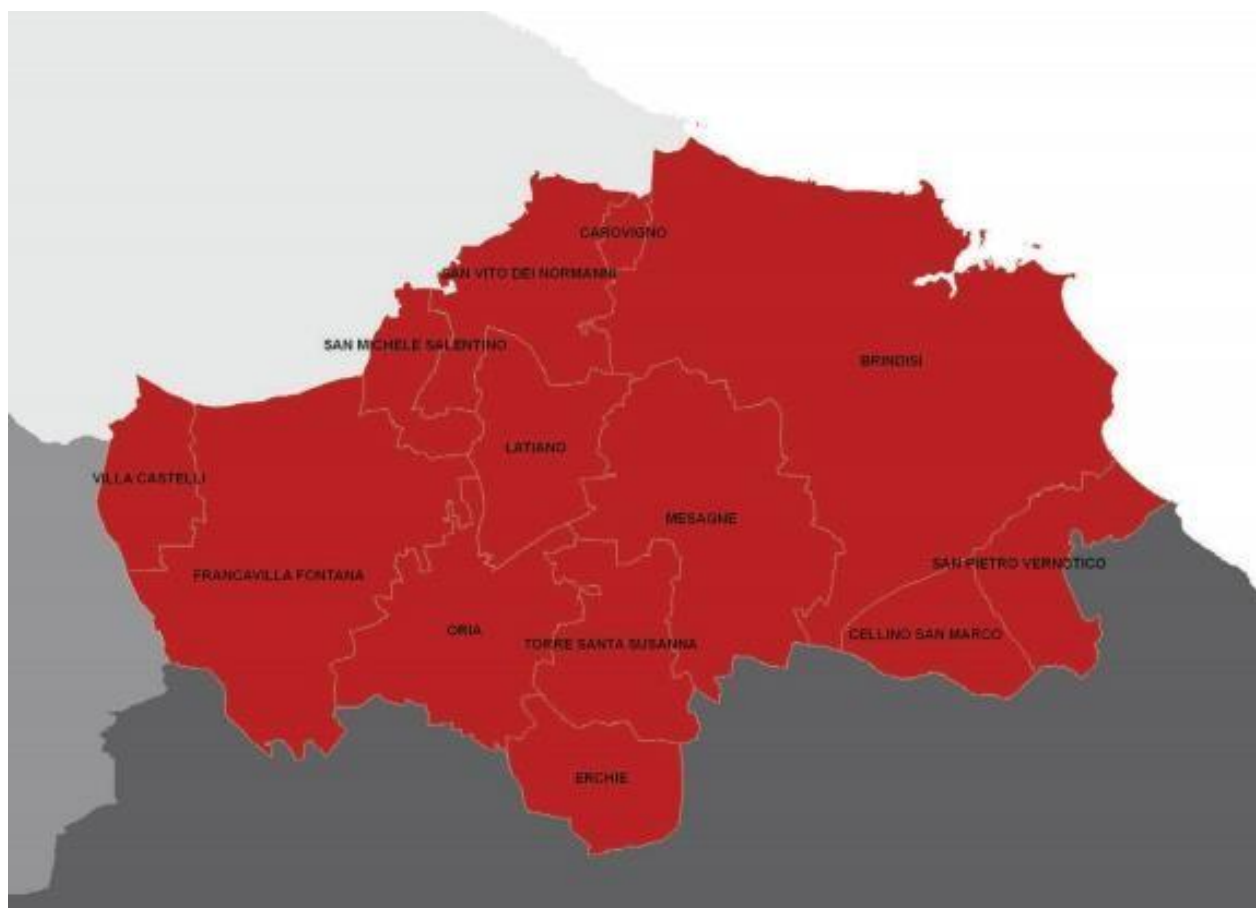 CAROVIGNO
SAN VITO DEI NORMANNI
SAN MICHELE SALENTINO
BRINDISI
LATIANO
VILLA CASTELLI
MESAGNE
SAN PIETRO VERNOTICO
FRANCAVILLA FONTANA
ORIA
CELLINO SAN MARCO
TORRE SANTA SUSANNA
ERCHIE